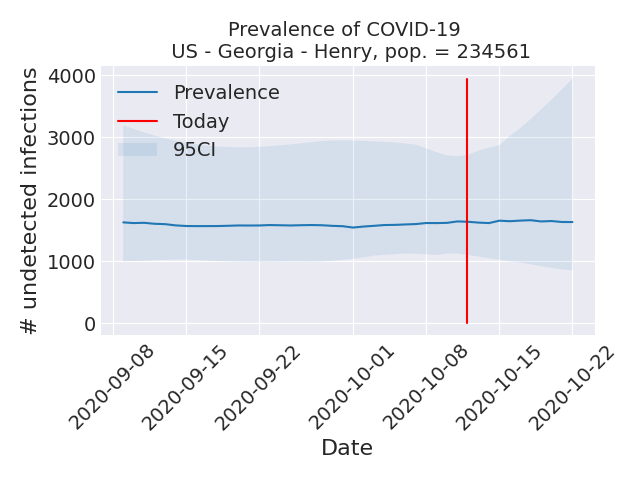 Prevalence of COVID-19
US - Georgia - Henry, pop. = 234561
# undetected infections
4000
3000
2000
1000
0
Prevalence
Today
95CI
2020-09-08
2020-09-15
2020-09-22
2020-10-01
2020-10-08
2020-10-15
2020-10-22
Date